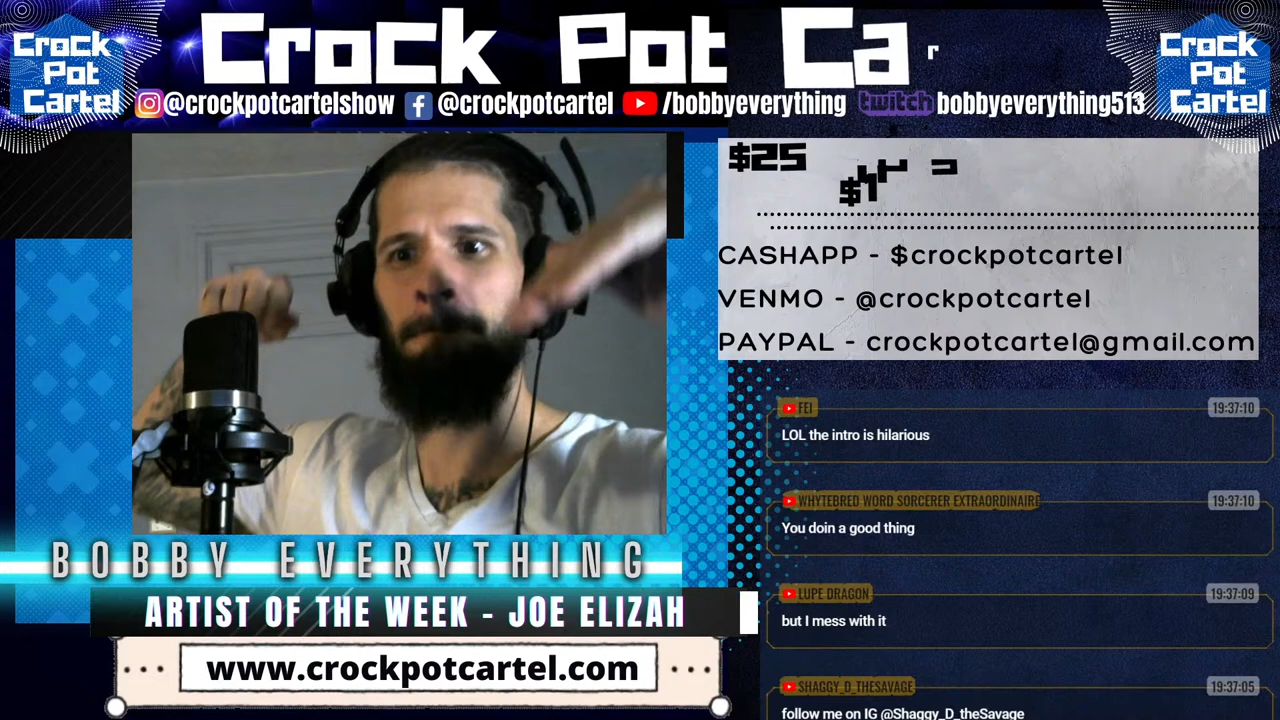 Crock Pot Car
Crock
Pot
Cartel
Crock
Pot
Cartel
@crockpotcartelshow @crockpotcartel /bobbyeverything twitch bobbyeverything513
$25
CASHAPP - $crockpotcartel
VENMO - @crockpotcartel
PAYPAL - crockpotcartel@gmail.com
FEI 19:37:10
LOL the intro is hilarious
WHYTEBRED WORD SORCERER EXTRAORDINAIRE 19:37:10
You doin a good thing
LUPE DRAGON 19:37:09
but I mess with it
SHAGGY_D_THESAVAGE 19:37:05
follow me on IG @Shaggy_D_theSavage
BOBBY EVERYTHING
ARTIST OF THE WEEK - JOE ELIZAH
www.crockpotcartel.com